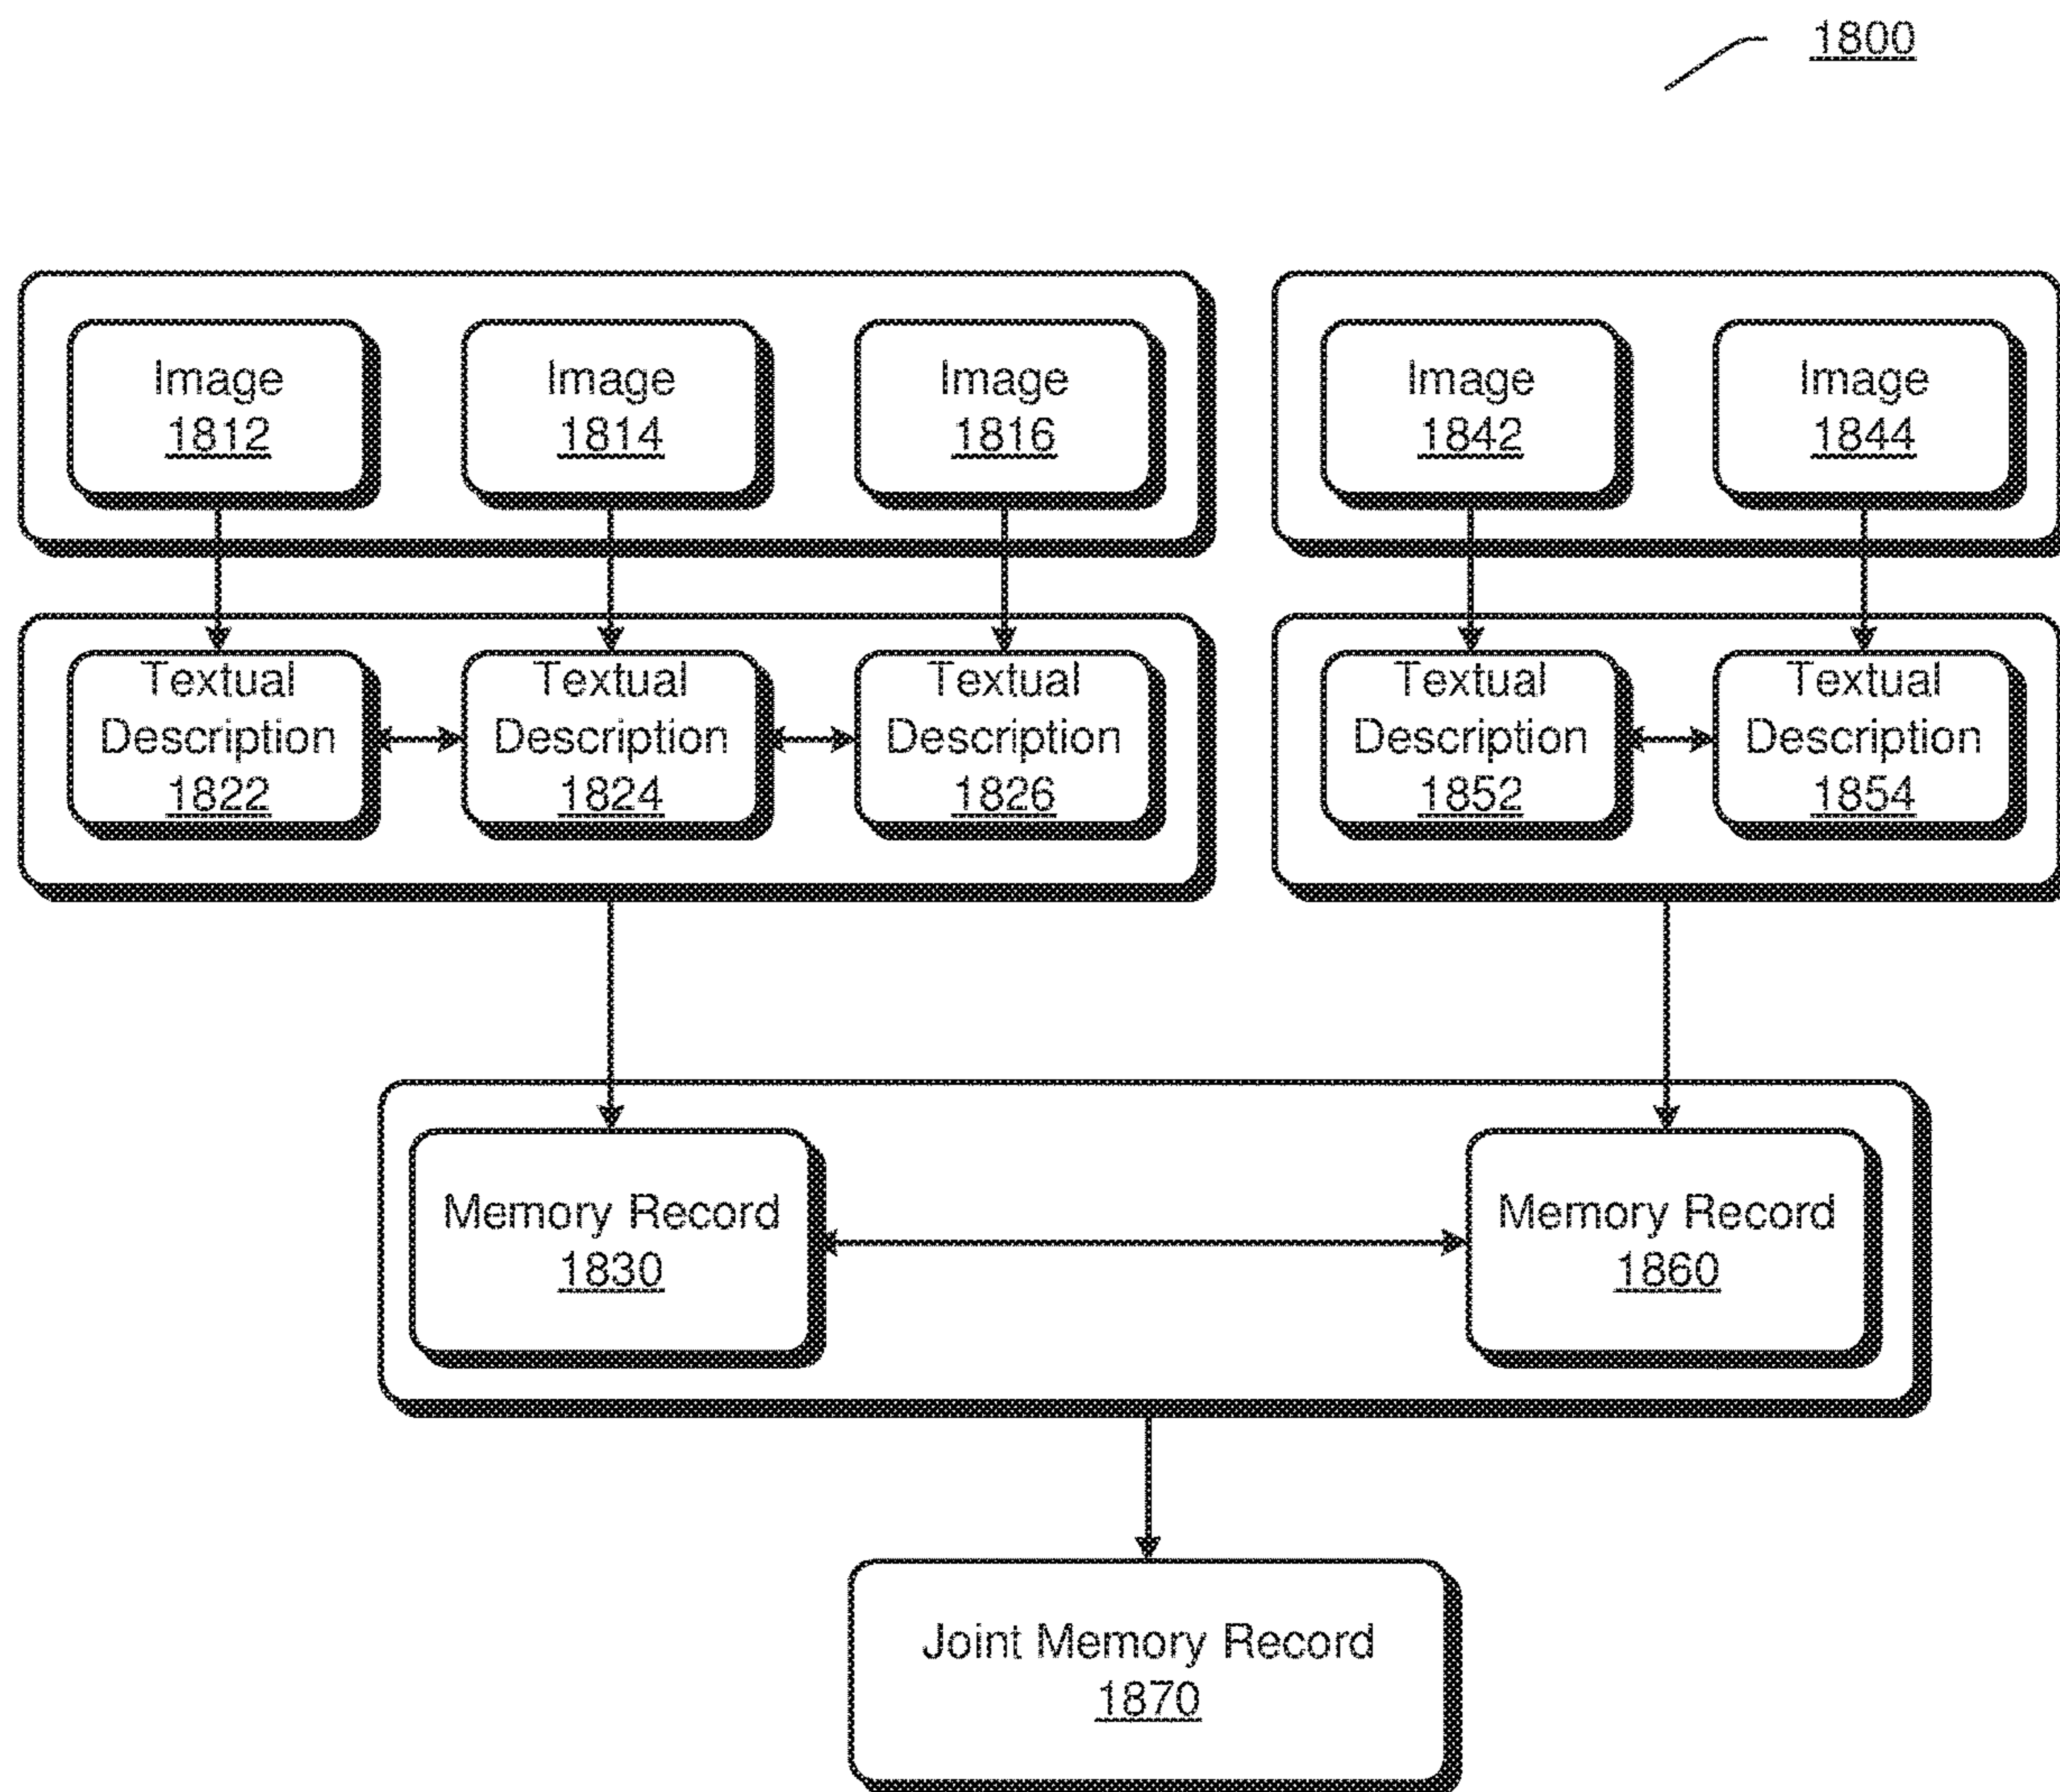 1800
Image
1812
Image
1814
Image
1816
Image
1842
Image
1844
Textual
Description
1822
Textual
Description
1824
Textual
Description
1826
Textual
Description
1852
Textual
Description
1854
Memory Record
1830
Memory Record
1860
Joint Memory Record
1870